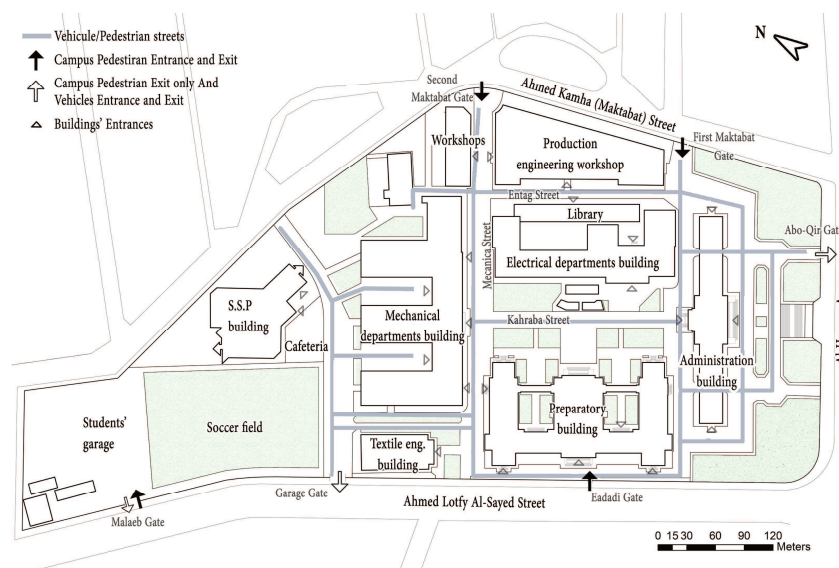 Vehicule/Pedestrian streets
Campus Pedistiran Entrance and Exit
Campus Pedestrian Exit only And
Vehicles Entrance and Exit
Buildings' Entrances
N
Second
Maktabat Gate
Ahmed Kamha (Maktabat) Street
First Maktabat
Gate
Workshops
Production
engineering workshop
Entag Street
Library
Abo-Qir Gat
Mecanica Street
Electrical departments building
S.S.P
building
Mechanical
departments building
Kahraba Street
Cafeteria
Administration
building
Students'
garage
Soccer field
Preparatory
building
Textile eng.
building
Malaeb Gate
Garage Gate
Ahmed Lotfy Al-Sayed Street
Eadadi Gate
0 15 30 60 90 120
Meters